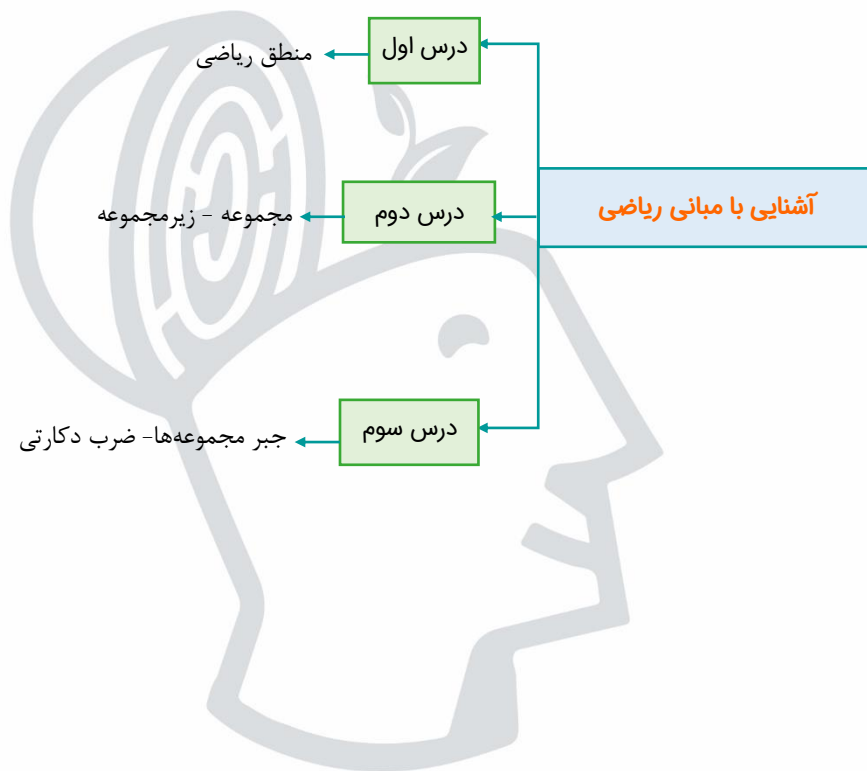 آشنایی با مبانی ریاضی
درس اول
منطق ریاضی
درس دوم
مجموعه - زیرمجموعه
درس سوم
جبر مجموعه‌ها- ضرب دکارتی